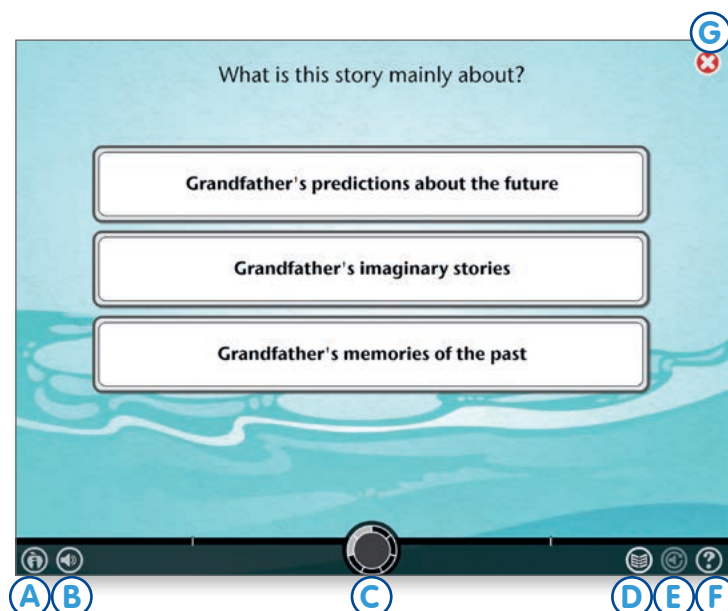 G
What is this story mainly about?
Grandfather's predictions about the future
Grandfather's imaginary stories
Grandfather's memories of the past
?
A B C D E F